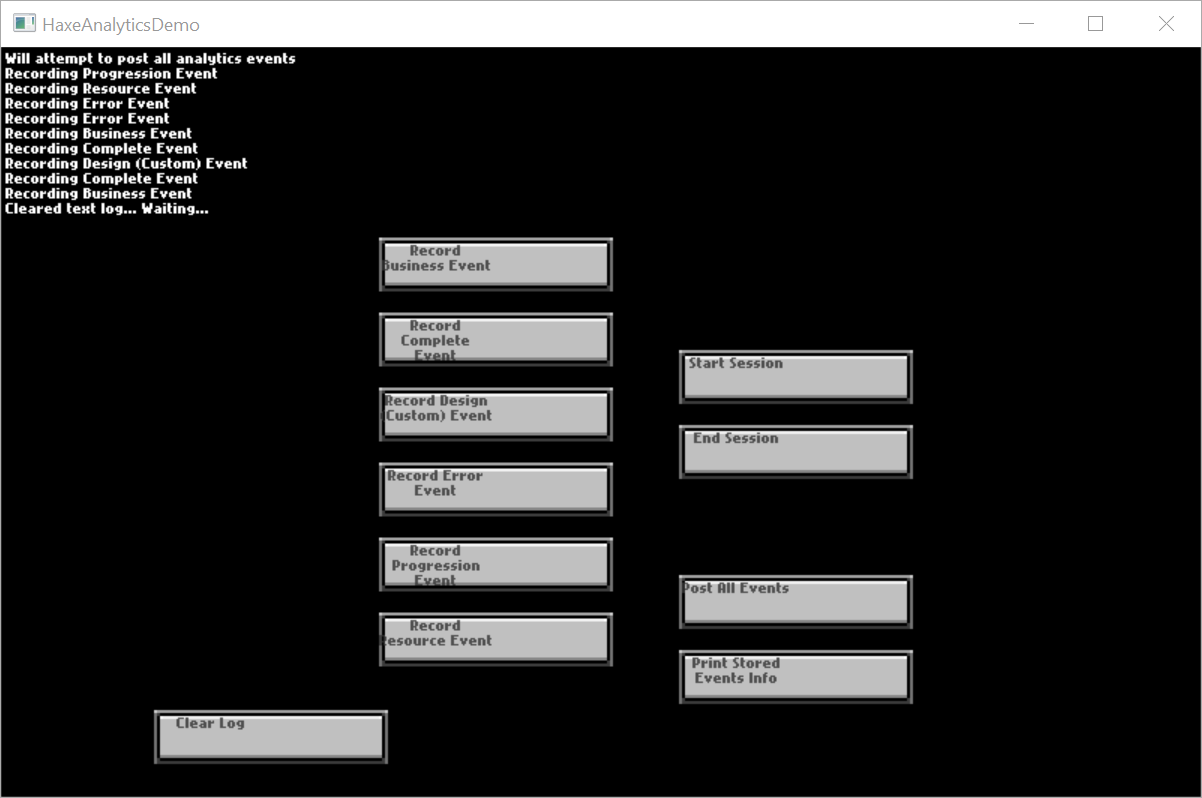 HaxeAnalyticsDemo
Will attempt to post all analytics events
Recording Progression Event
Recording Resource Event
Recording Error Event
Recording Error Event
Recording Business Event
Recording Complete Event
Recording Design (Custom) Event
Recording Complete Event
Recording Business Event
Cleared text log... Waiting...
Record
Business Event
Record
Complete
Event
Record Design
(Custom) Event
Record Error
Event
Record
Progression
Event
Record
Resource Event
Start Session
End Session
Post All Events
Print Stored
Events Info
Clear Log